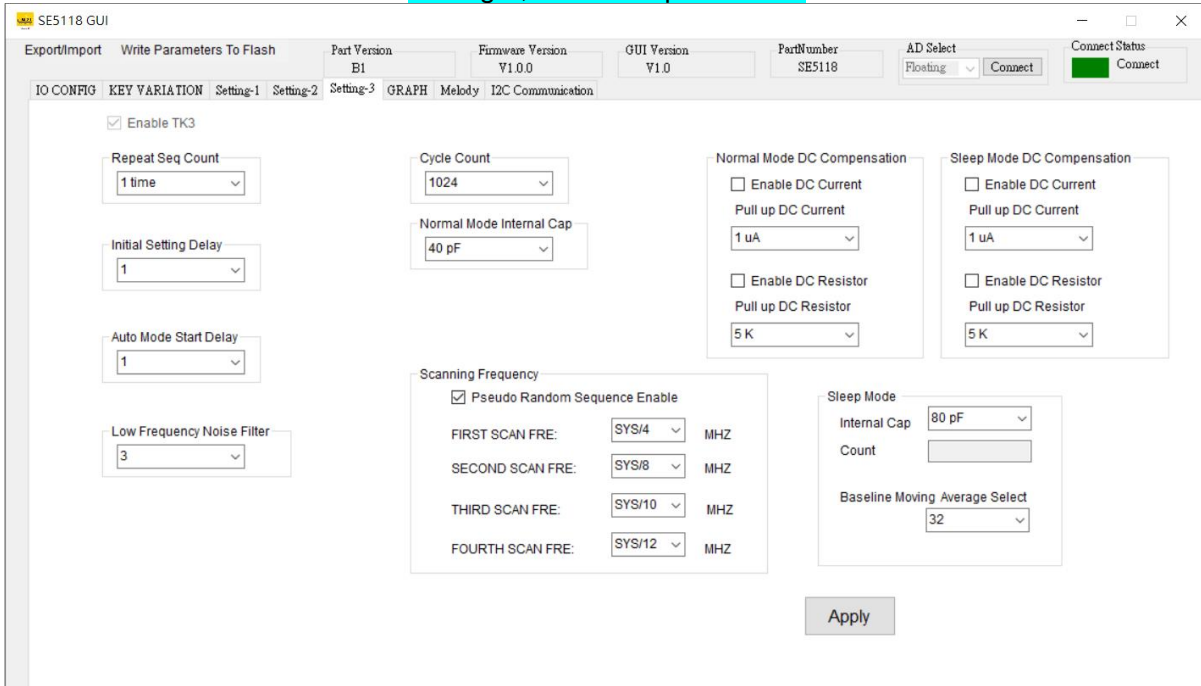 SE5118 GUI
Export/Import Write Parameters To Flash
Part Version
B1
Firmware Version
V1.0.0
GUI Version
V1.0
PartNumber
SE5118
AD Select
Floating Connect
Connect Status
Connect
IO CONFIG KEY VARIATION Setting-1 Setting-2 Setting-3 GRAPH Melody I2C Communication
Enable TK3
Repeat Seq Count
1 time
Initial Setting Delay
1
Auto Mode Start Delay
1
Low Frequency Noise Filter
3
Cycle Count
1024
Normal Mode Internal Cap
40 pF
Normal Mode DC Compensation
Enable DC Current
Pull up DC Current
1 uA
Enable DC Resistor
Pull up DC Resistor
5 K
Sleep Mode DC Compensation
Enable DC Current
Pull up DC Current
1 uA
Enable DC Resistor
Pull up DC Resistor
5 K
Scanning Frequency
Pseudo Random Sequence Enable
FIRST SCAN FRE: SYS/4 MHZ
SECOND SCAN FRE: SYS/8 MHZ
THIRD SCAN FRE: SYS/10 MHZ
FOURTH SCAN FRE: SYS/12 MHZ
Sleep Mode
Internal Cap 80 pF
Count
Baseline Moving Average Select
32
Apply